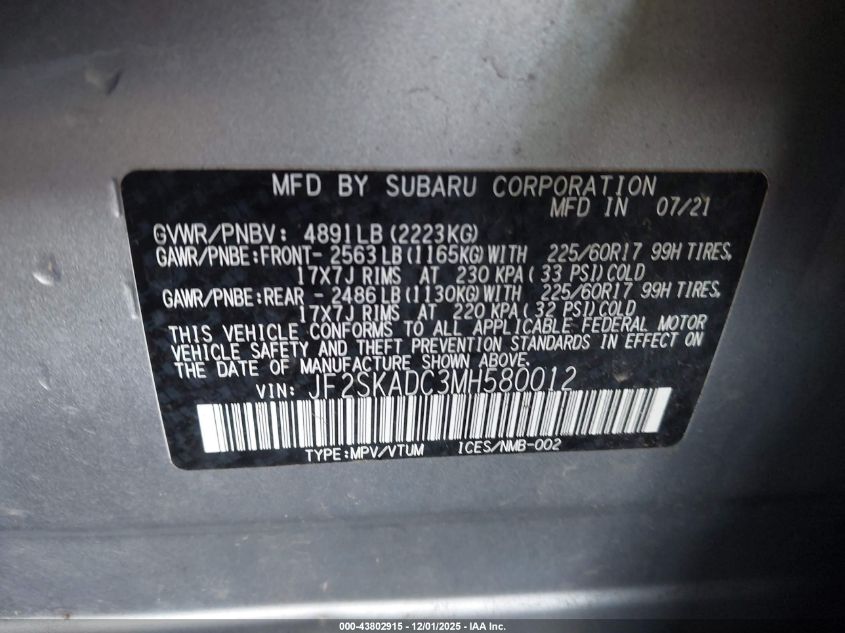 MFD BY SUBARU CORPORATION
MFD IN 07/21
GVWR/PNBV: 4891LB(2223KG)
GAWR/PNBE:FRONT- 2563LB(1165KG)WITH 225/60R17 99H TIRES,
17X7J RIMS AT 230 KPA(33 PSI)COLD
GAWR/PNBE:REAR - 2486LB(1130KG)WITH 225/60R17 99H TIRES,
17X7J RIMS AT 220 KPA(32 PSI)COLD
THIS VEHICLE CONFORMS TO ALL APPLICABLE FEDERAL MOTOR
VEHICLE SAFETY AND THEFT PREVENTION STANDARDS IN EFFECT ON
THE DATE OF MANUFACTURE SHOWN ABOVE.
VIN: JF2SKADC3MH580012
TYPE:MPV/VTUM ICES/NMB-002
000-43802915 - 12/01/2025 - IAA Inc.